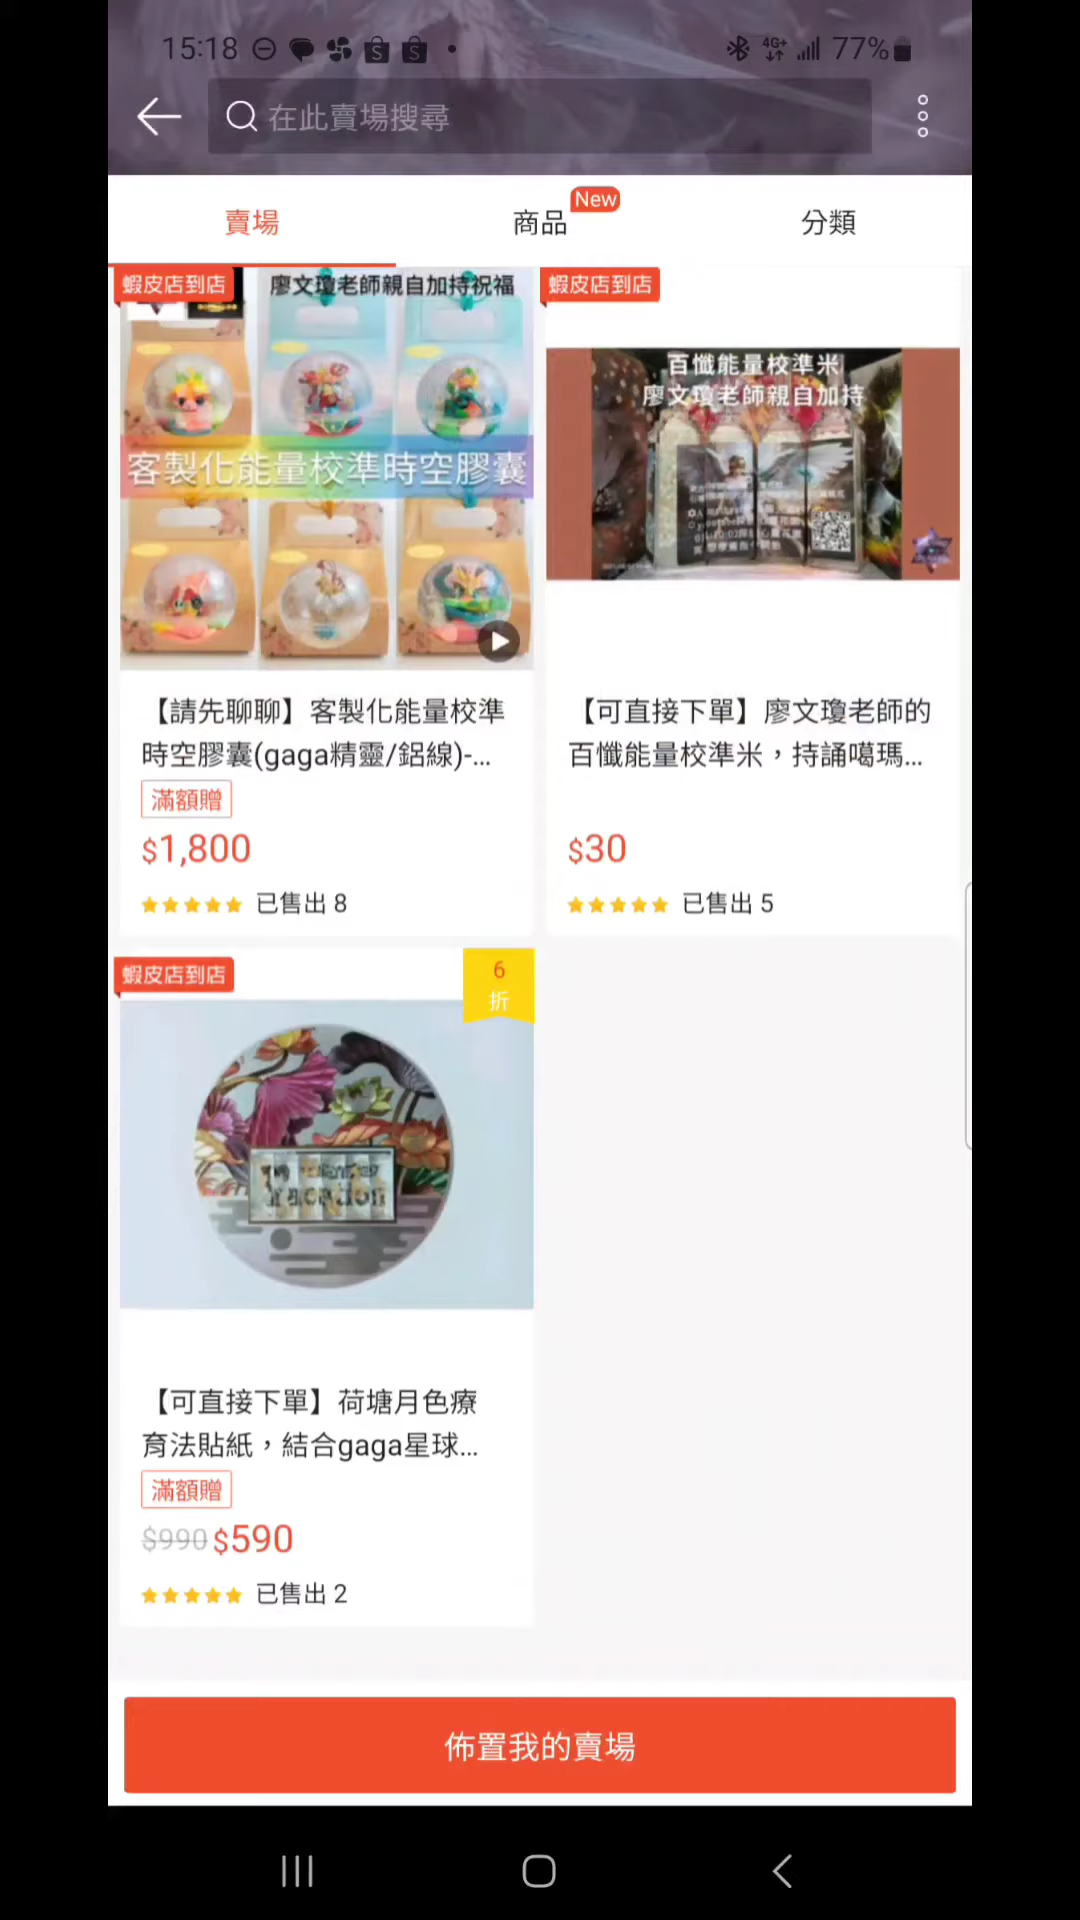 15:18
4G+ 77%
在此賣場搜尋
賣場
商品
New
分類
蝦皮店到店
廖文瓊老師親自加持祝福
客製化能量校準時空膠囊
【請先聊聊】客製化能量校準
時空膠囊(gaga精靈/鋁線)-...
滿額贈
$1,800
已售出 8
蝦皮店到店
百懺能量校準米
廖文瓊老師親自加持
【可直接下單】廖文瓊老師的
百懺能量校準米，持誦噶瑪...
$30
已售出 5
蝦皮店到店
6
折
【可直接下單】荷塘月色療
育法貼紙，結合gaga星球...
滿額贈
$990 $590
已售出 2
佈置我的賣場